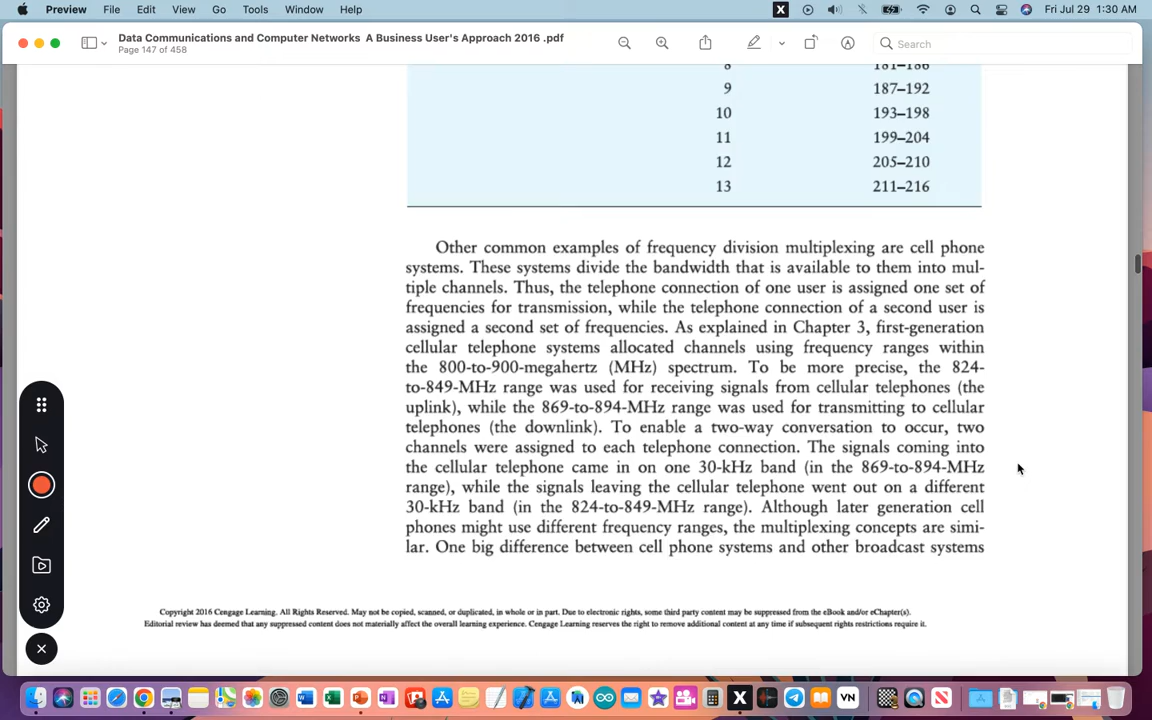 Preview File Edit View Go Tools Window Help Fri Jul 29 1:30 AM
Data Communications and Computer Networks A Business User's Approach 2016 .pdf
Page 147 of 458
Search
8 181–186
9 187–192
10 193–198
11 199–204
12 205–210
13 211–216
Other common examples of frequency division multiplexing are cell phone
systems. These systems divide the bandwidth that is available to them into mul-
tiple channels. Thus, the telephone connection of one user is assigned one set of
frequencies for transmission, while the telephone connection of a second user is
assigned a second set of frequencies. As explained in Chapter 3, first-generation
cellular telephone systems allocated channels using frequency ranges within
the 800-to-900-megahertz (MHz) spectrum. To be more precise, the 824-
to-849-MHz range was used for receiving signals from cellular telephones (the
uplink), while the 869-to-894-MHz range was used for transmitting to cellular
telephones (the downlink). To enable a two-way conversation to occur, two
channels were assigned to each telephone connection. The signals coming into
the cellular telephone came in on one 30-kHz band (in the 869-to-894-MHz
range), while the signals leaving the cellular telephone went out on a different
30-kHz band (in the 824-to-849-MHz range). Although later generation cell
phones might use different frequency ranges, the multiplexing concepts are simi-
lar. One big difference between cell phone systems and other broadcast systems
Copyright 2016 Cengage Learning. All Rights Reserved. May not be copied, scanned, or duplicated, in whole or in part. Due to electronic rights, some third party content may be suppressed from the eBook and/or eChapter(s).
Editorial review has deemed that any suppressed content does not materially affect the overall learning experience. Cengage Learning reserves the right to remove additional content at any time if subsequent rights restrictions require it.
VN